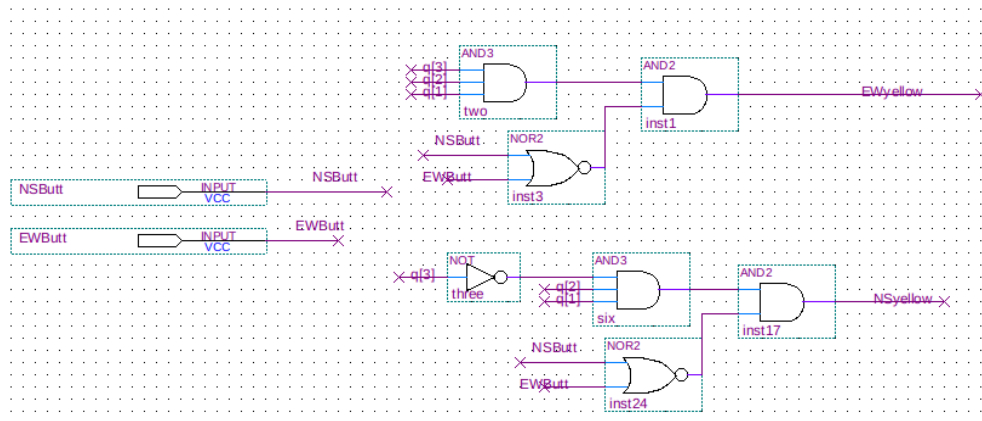 AND3
q[3]
q[2]
q[1]
two
AND2
EWyellow
inst1
NSButt
NOR2
EWButt
inst3
NSButt
INPUT
VCC
NSButt
EWButt
INPUT
VCC
EWButt
NOT
q[3]
three
AND3
q[2]
q[1]
six
AND2
NSyellow
inst17
NSButt
NOR2
EWButt
inst24